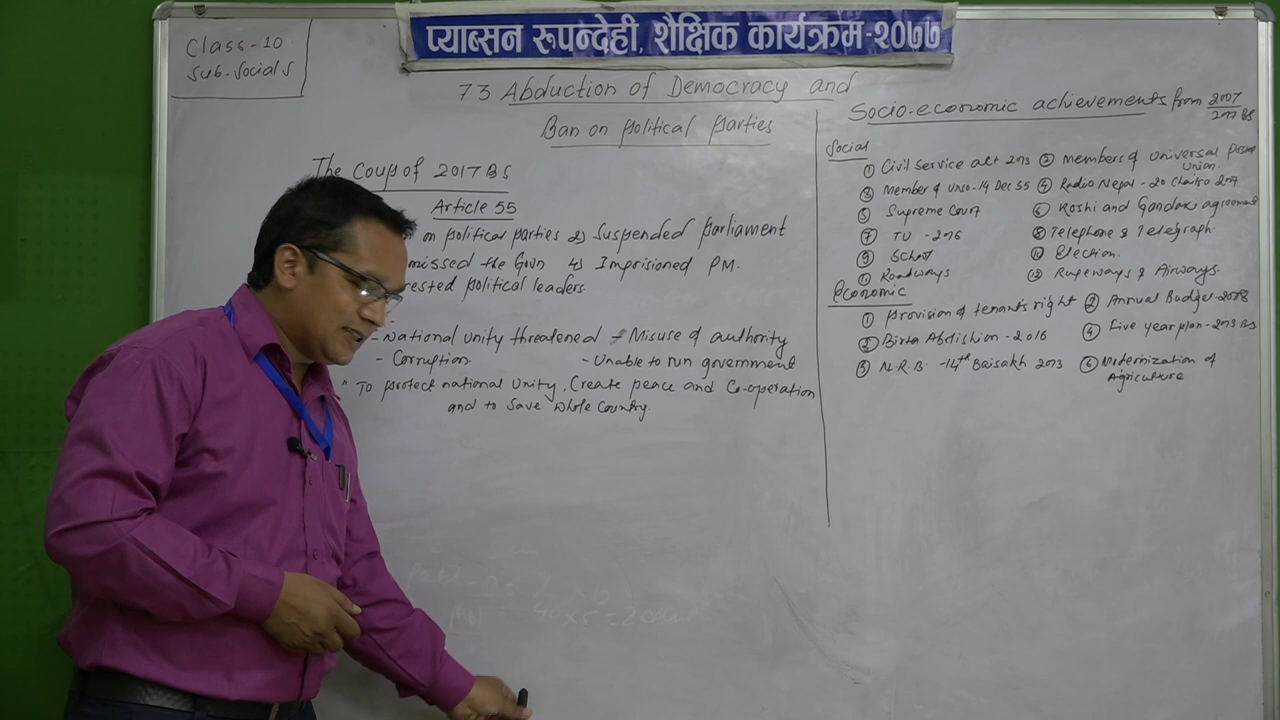 प्याब्सन रुपन्देही, शैक्षिक कार्यक्रम-२०७७
Class-10
Sub-Socials
7.3 Abduction of Democracy and
Ban on Political Parties
The Coup of 2017 BS
Article 55
on political parties 2) Suspended Parliament
missed the Govn 4) Imprisioned PM.
rested political leaders.
- National unity threatened - Misuse of authority
- Corruption. - Unable to run government
" To protect national Unity, Create peace and Co-operation
and to Save Whole Country.
Socio-economic achievements from 2007/2017 BS
Social
① Civil Service act 2013 ② Members of Universal Postal Union.
③ Member of UNO-14 Dec 55 ④ Radio Nepal - 20 Chaitra 2007
⑤ Supreme Court ⑥ Koshi and Gandaki agreement
⑦ TU - 2016 ⑧ Telephone & Telegraph.
⑨ School ⑩ Election.
⑪ Roadways ⑫ Ropeways & Airways.
Economic
① Provision of tenants right ② Annual Budget-2008
③ Birta Abolishion - 2016 ④ Five year plan - 2013 BS
⑤ N.R.B. - 14th Baisakh 2013 ⑥ Modernization of
Agriculture